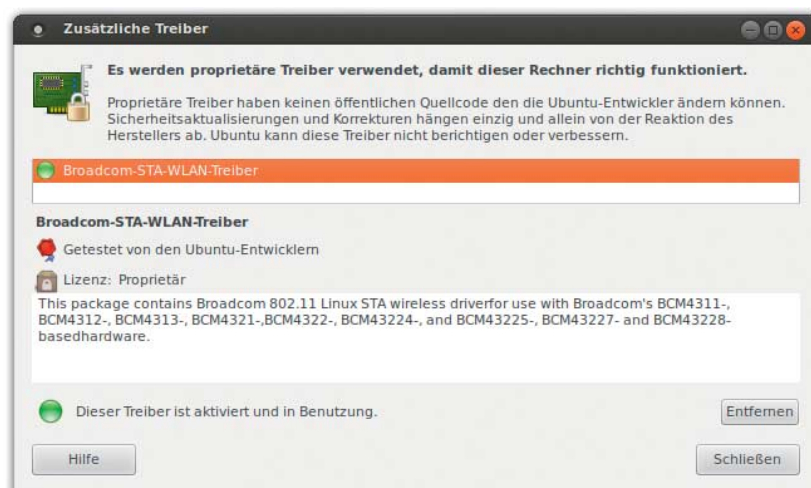 Zusätzliche Treiber
Es werden proprietäre Treiber verwendet, damit dieser Rechner richtig funktioniert.
Proprietäre Treiber haben keinen öffentlichen Quellcode den die Ubuntu-Entwickler ändern können.
Sicherheitsaktualisierungen und Korrekturen hängen einzig und allein von der Reaktion des
Herstellers ab. Ubuntu kann diese Treiber nicht berichtigen oder verbessern.
Broadcom-STA-WLAN-Treiber
Broadcom-STA-WLAN-Treiber
Getestet von den Ubuntu-Entwicklern
Lizenz: Proprietär
This package contains Broadcom 802.11 Linux STA wireless driverfor use with Broadcom's BCM4311-,
BCM4312-, BCM4313-, BCM4321-,BCM4322-, BCM43224-, and BCM43225-, BCM43227- and BCM43228-
basedhardware.
Dieser Treiber ist aktiviert und in Benutzung.
Entfernen
Hilfe
Schließen